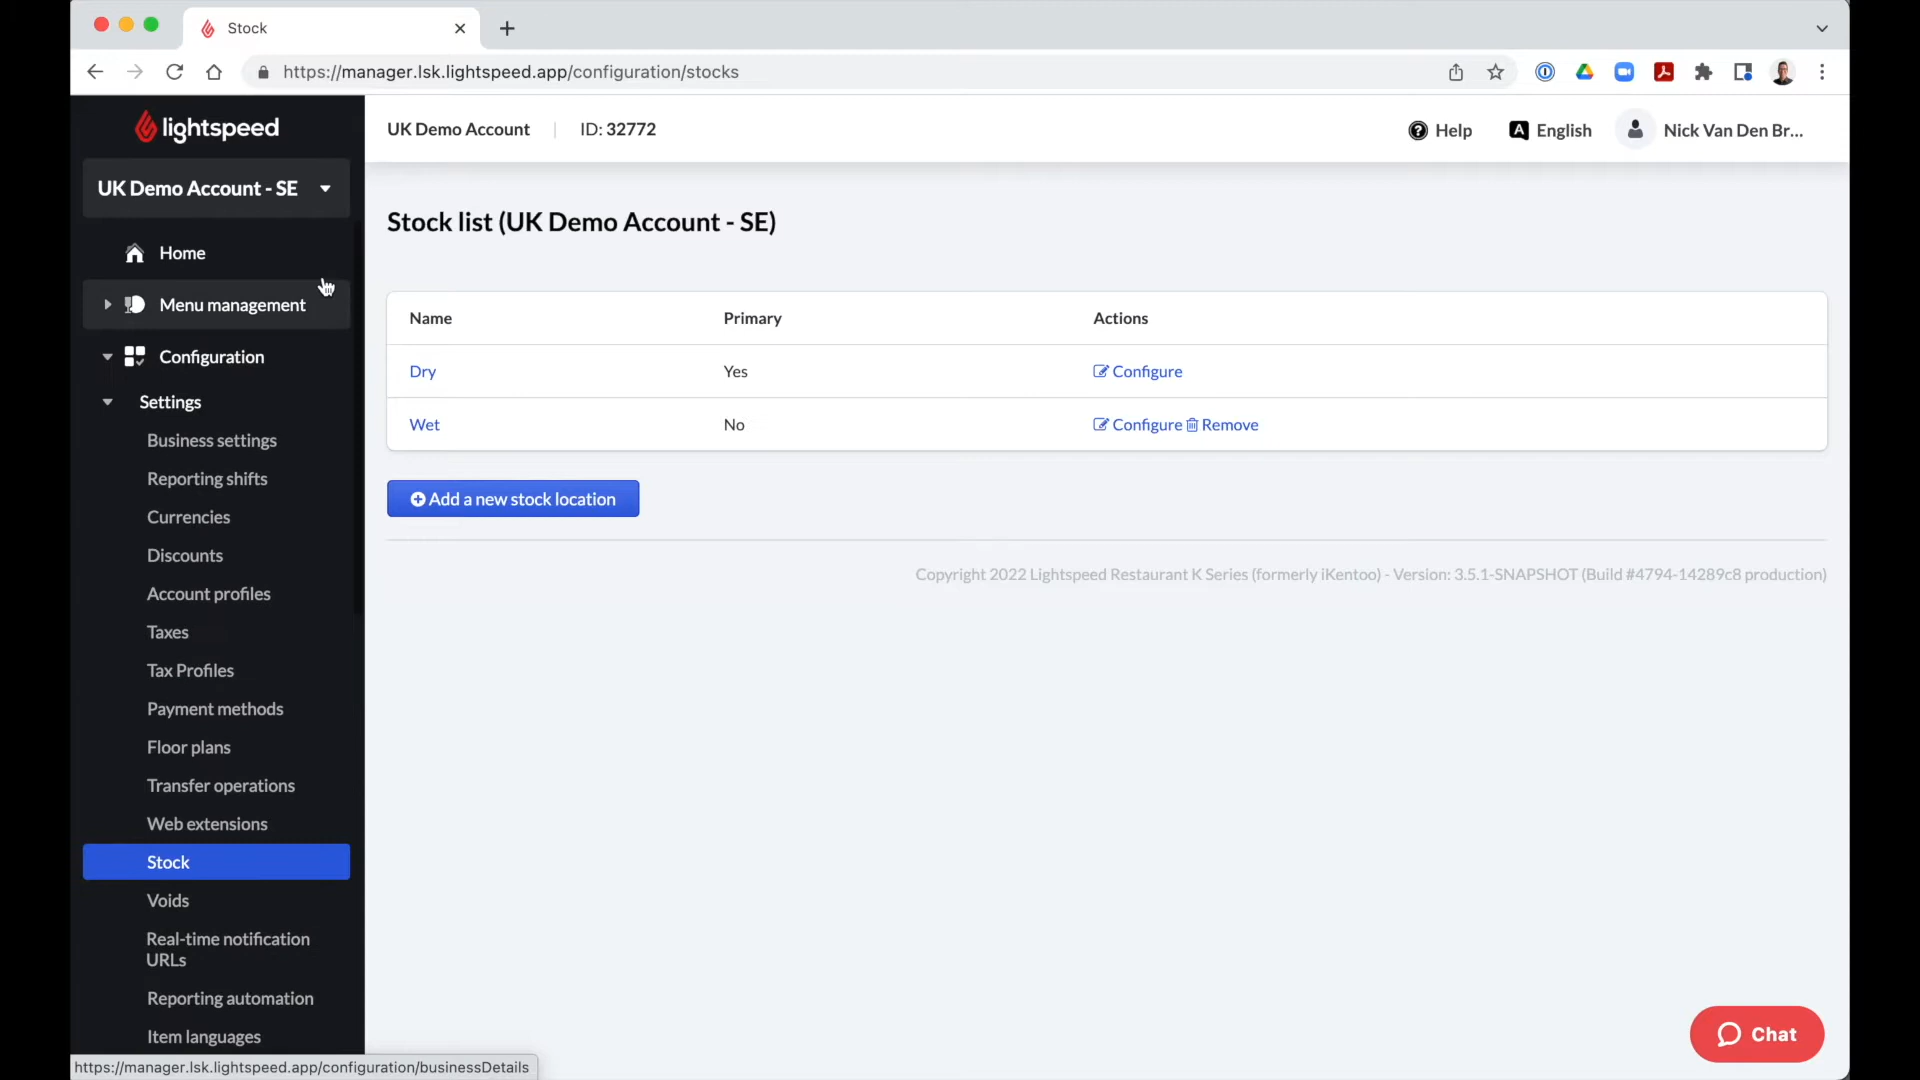 Stock
https://manager.lsk.lightspeed.app/configuration/stocks
lightspeed
UK Demo Account
ID: 32772
Help
A English
Nick Van Den Br...
UK Demo Account - SE
Home
Menu management
Configuration
Settings
Business settings
Reporting shifts
Currencies
Discounts
Account profiles
Taxes
Tax Profiles
Payment methods
Floor plans
Transfer operations
Web extensions
Stock
Voids
Real-time notification
URLs
Reporting automation
Item languages
Stock list (UK Demo Account - SE)
Name Primary Actions
Dry Yes Configure
Wet No Configure Remove
Add a new stock location
Copyright 2022 Lightspeed Restaurant K Series (formerly iKentoo) - Version: 3.5.1-SNAPSHOT (Build #4794-14289c8 production)
Chat
https://manager.lsk.lightspeed.app/configuration/businessDetails